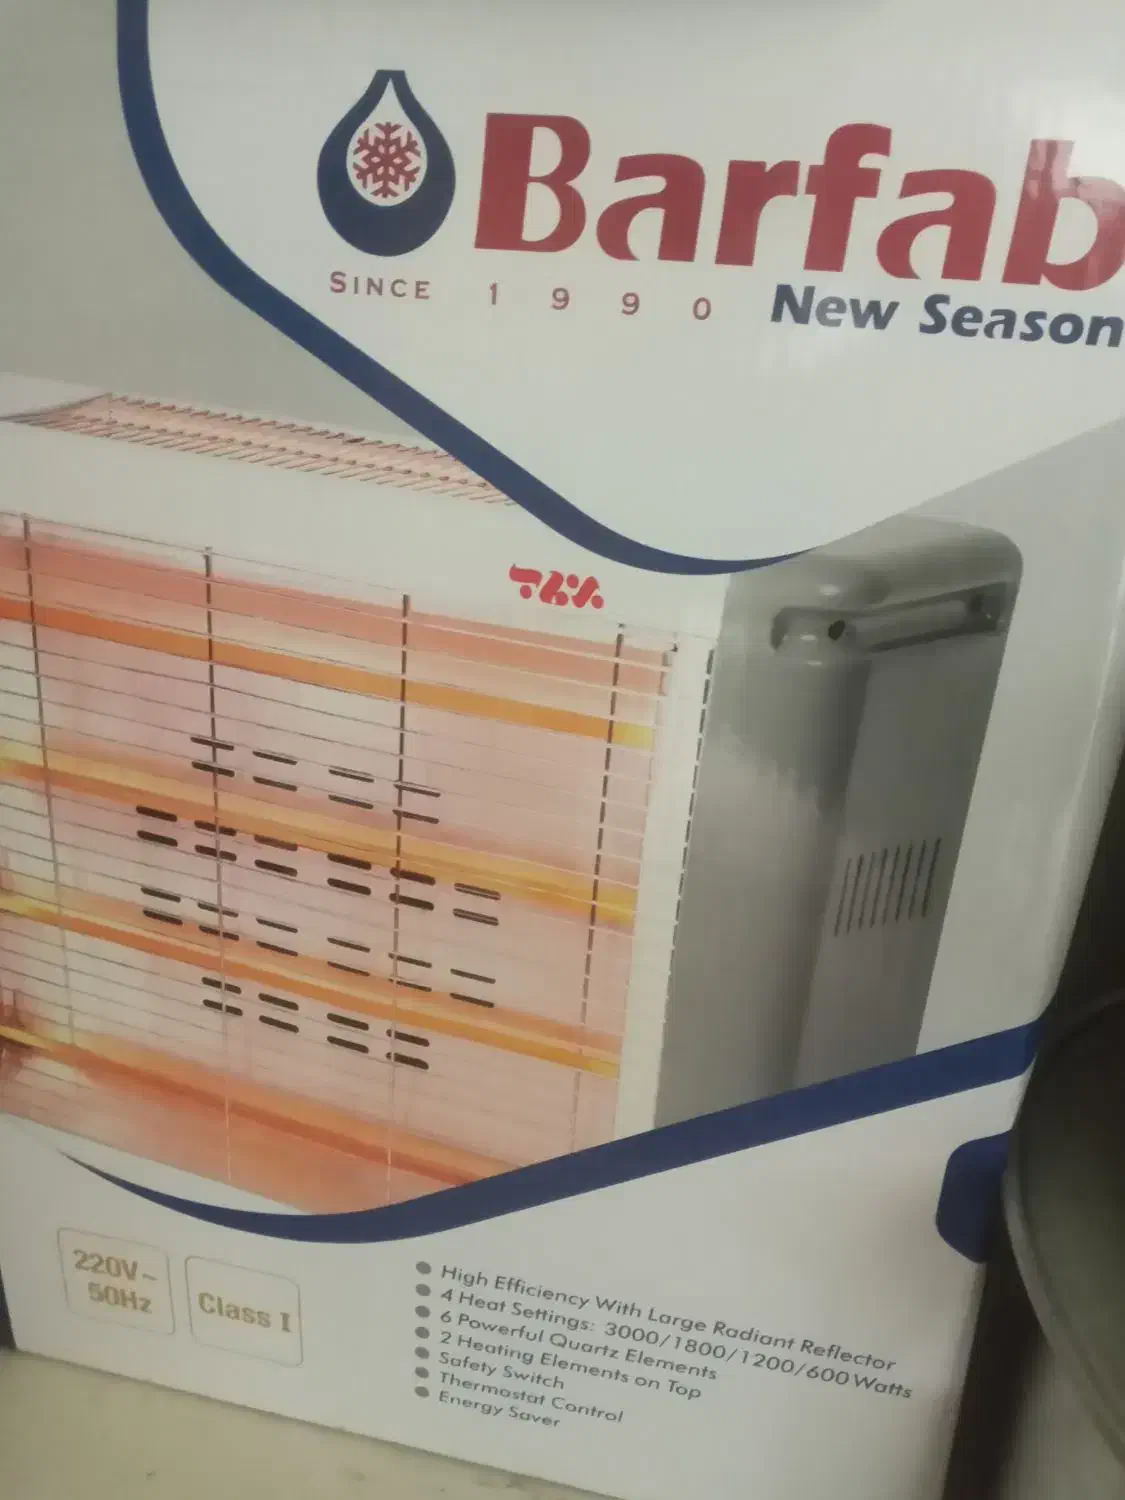 Barfab
SINCE 1990
New Season
220V~
50Hz
Class I
High Efficiency With Large Radiant Reflector
4 Heat Settings: 3000/1800/1200/600 Watts
6 Powerful Quartz Elements
2 Heating Elements on Top
Safety Switch
Thermostat Control
Energy Saver